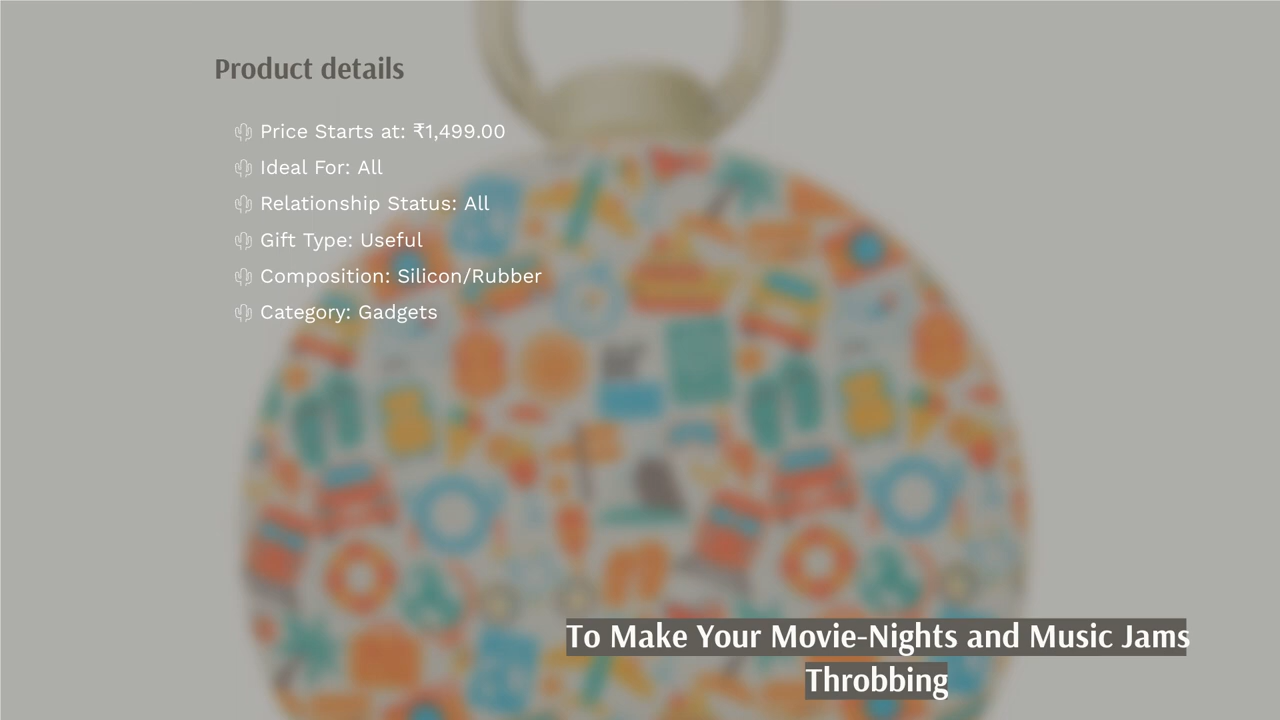 Product details
Price Starts at: ₹1,499.00
Ideal For: All
Relationship Status: All
Gift Type: Useful
Composition: Silicon/Rubber
Category: Gadgets
To Make Your Movie-Nights and Music Jams
Throbbing